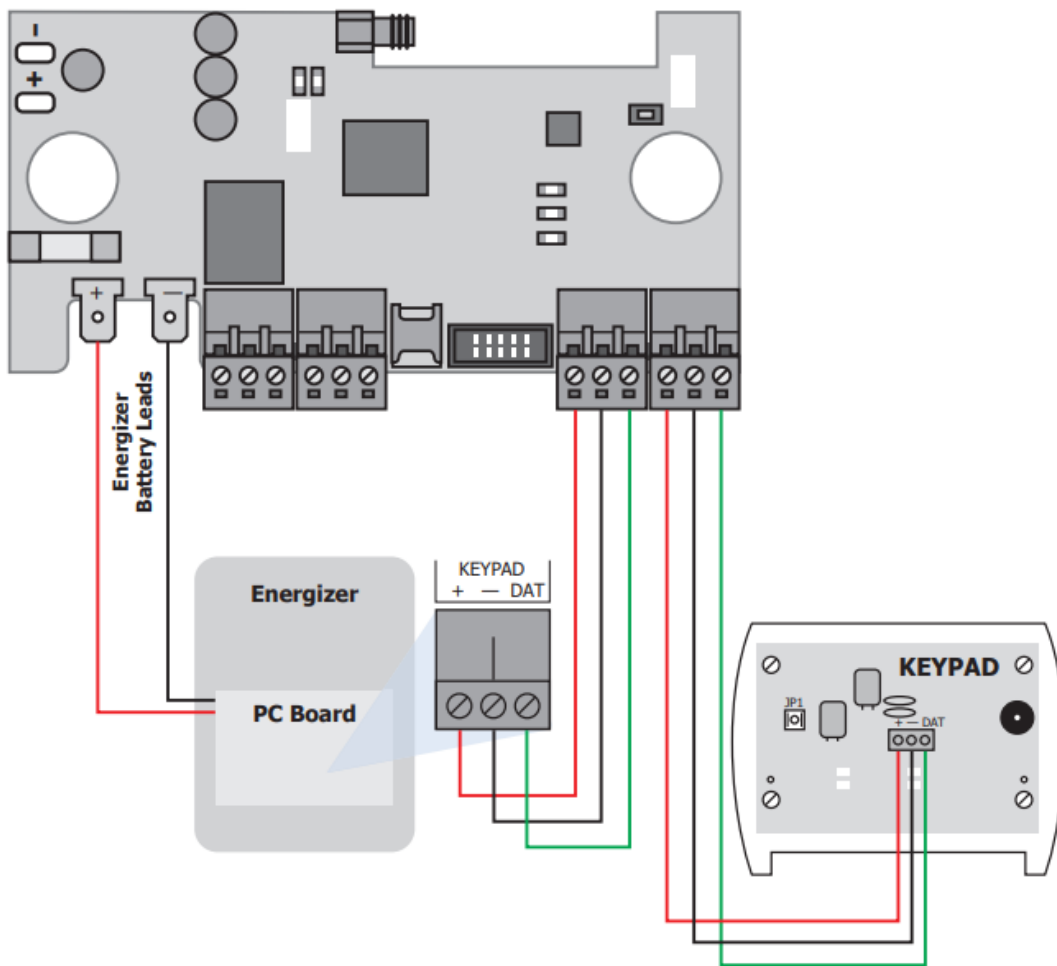 -
+
+
—
Energizer
Battery Leads
Energizer
PC Board
KEYPAD
+ — DAT
KEYPAD
JP1
+ — DAT